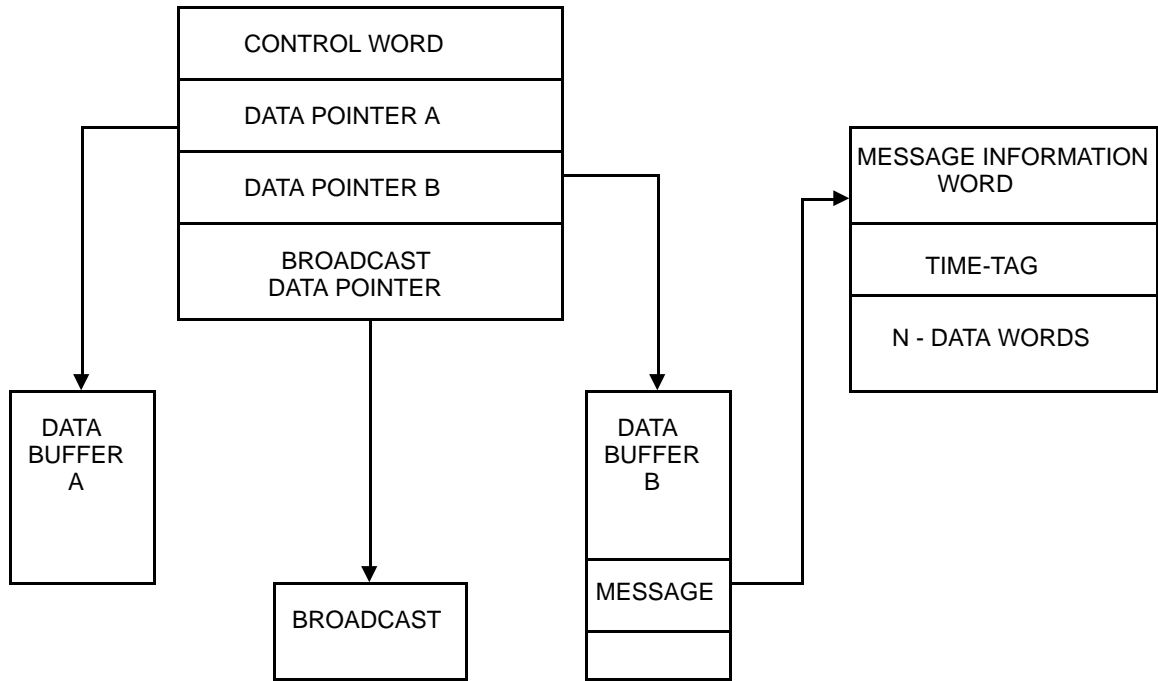 CONTROL WORD
DATA POINTER A
DATA POINTER B
BROADCAST
DATA POINTER
MESSAGE INFORMATION
WORD
TIME-TAG
N - DATA WORDS
DATA
BUFFER
A
BROADCAST
DATA
BUFFER
B
MESSAGE